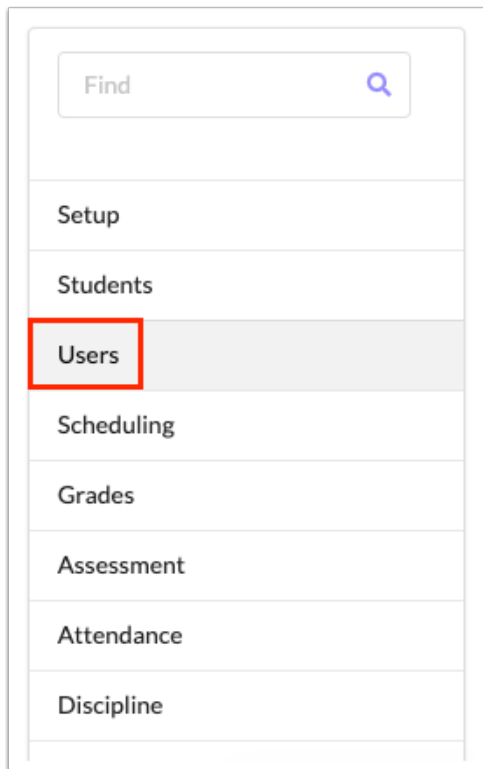 Find
Setup
Students
Users
Scheduling
Grades
Assessment
Attendance
Discipline